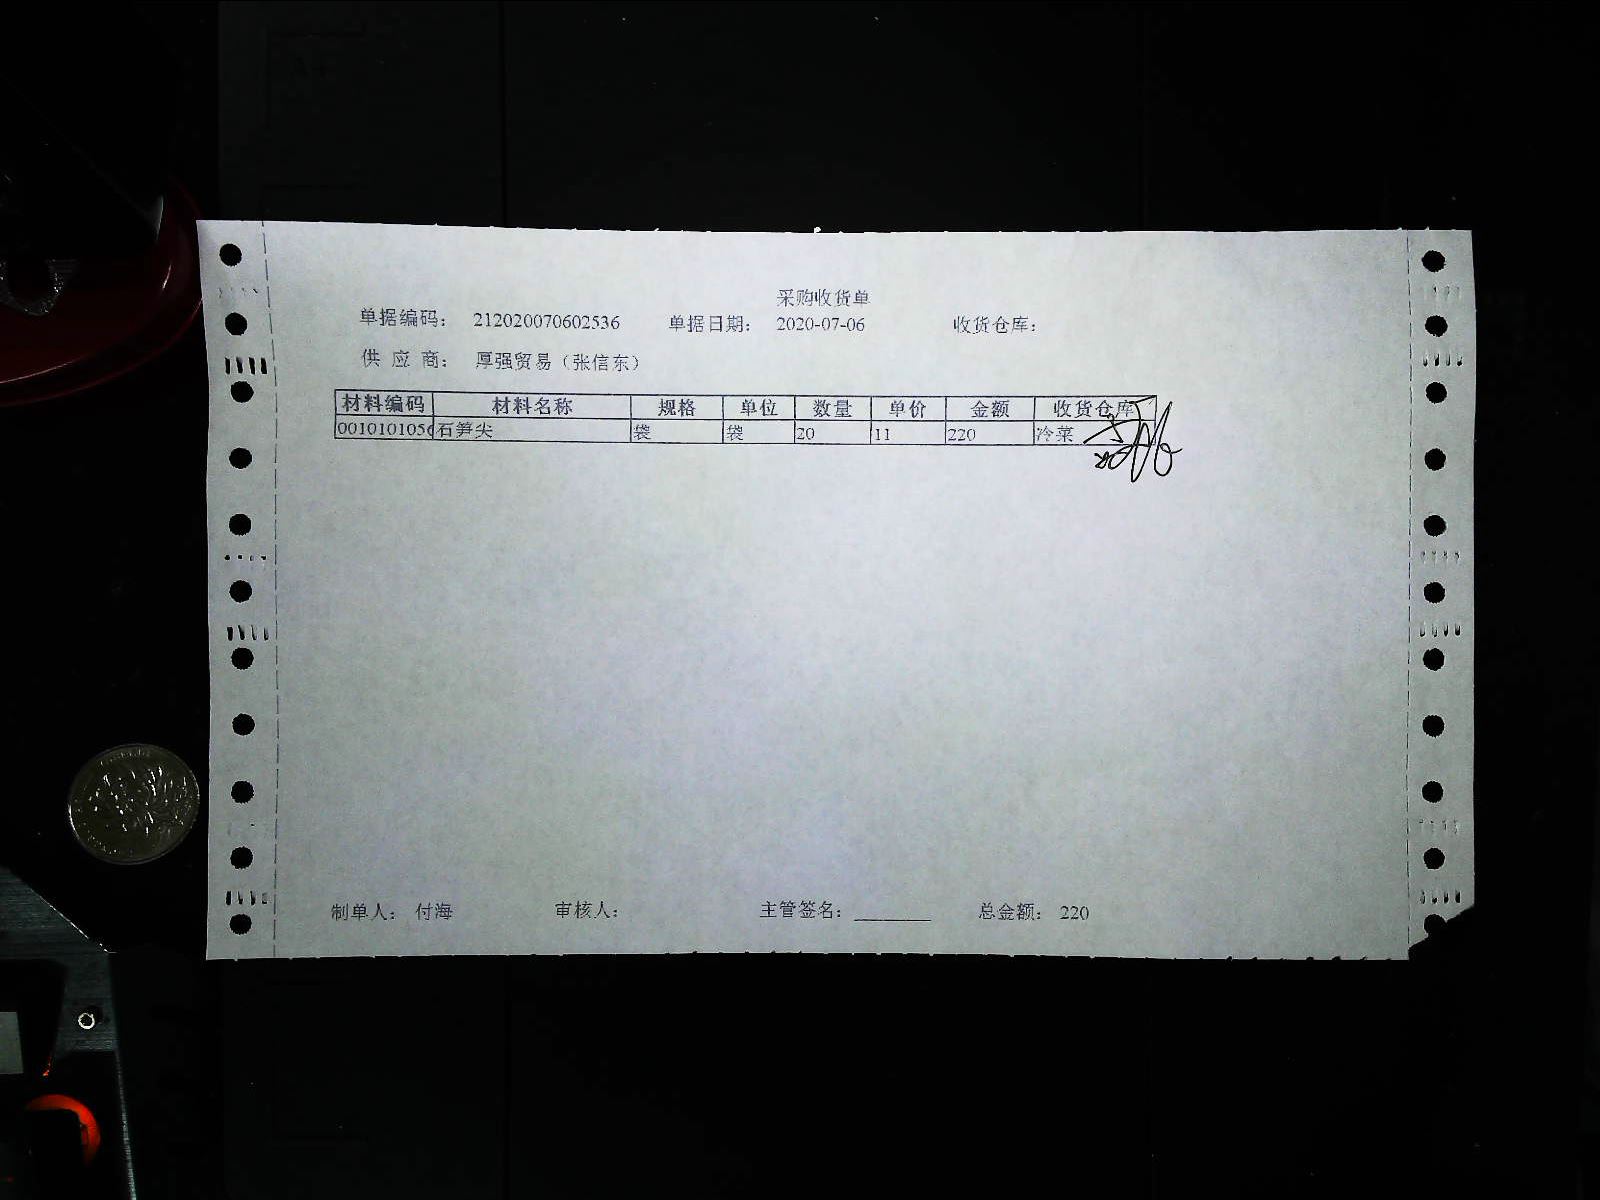 采购收货单
单据编码： 212020070602536 单据日期： 2020-07-06 收货仓库：
供 应 商： 厚强贸易（张信东）
材料编码 材料名称 规格 单位 数量 单价 金额 收货仓库
001010105 石笋尖 袋 袋 20 11 220 冷菜
制单人： 付海 审核人： 主管签名： 总金额： 220